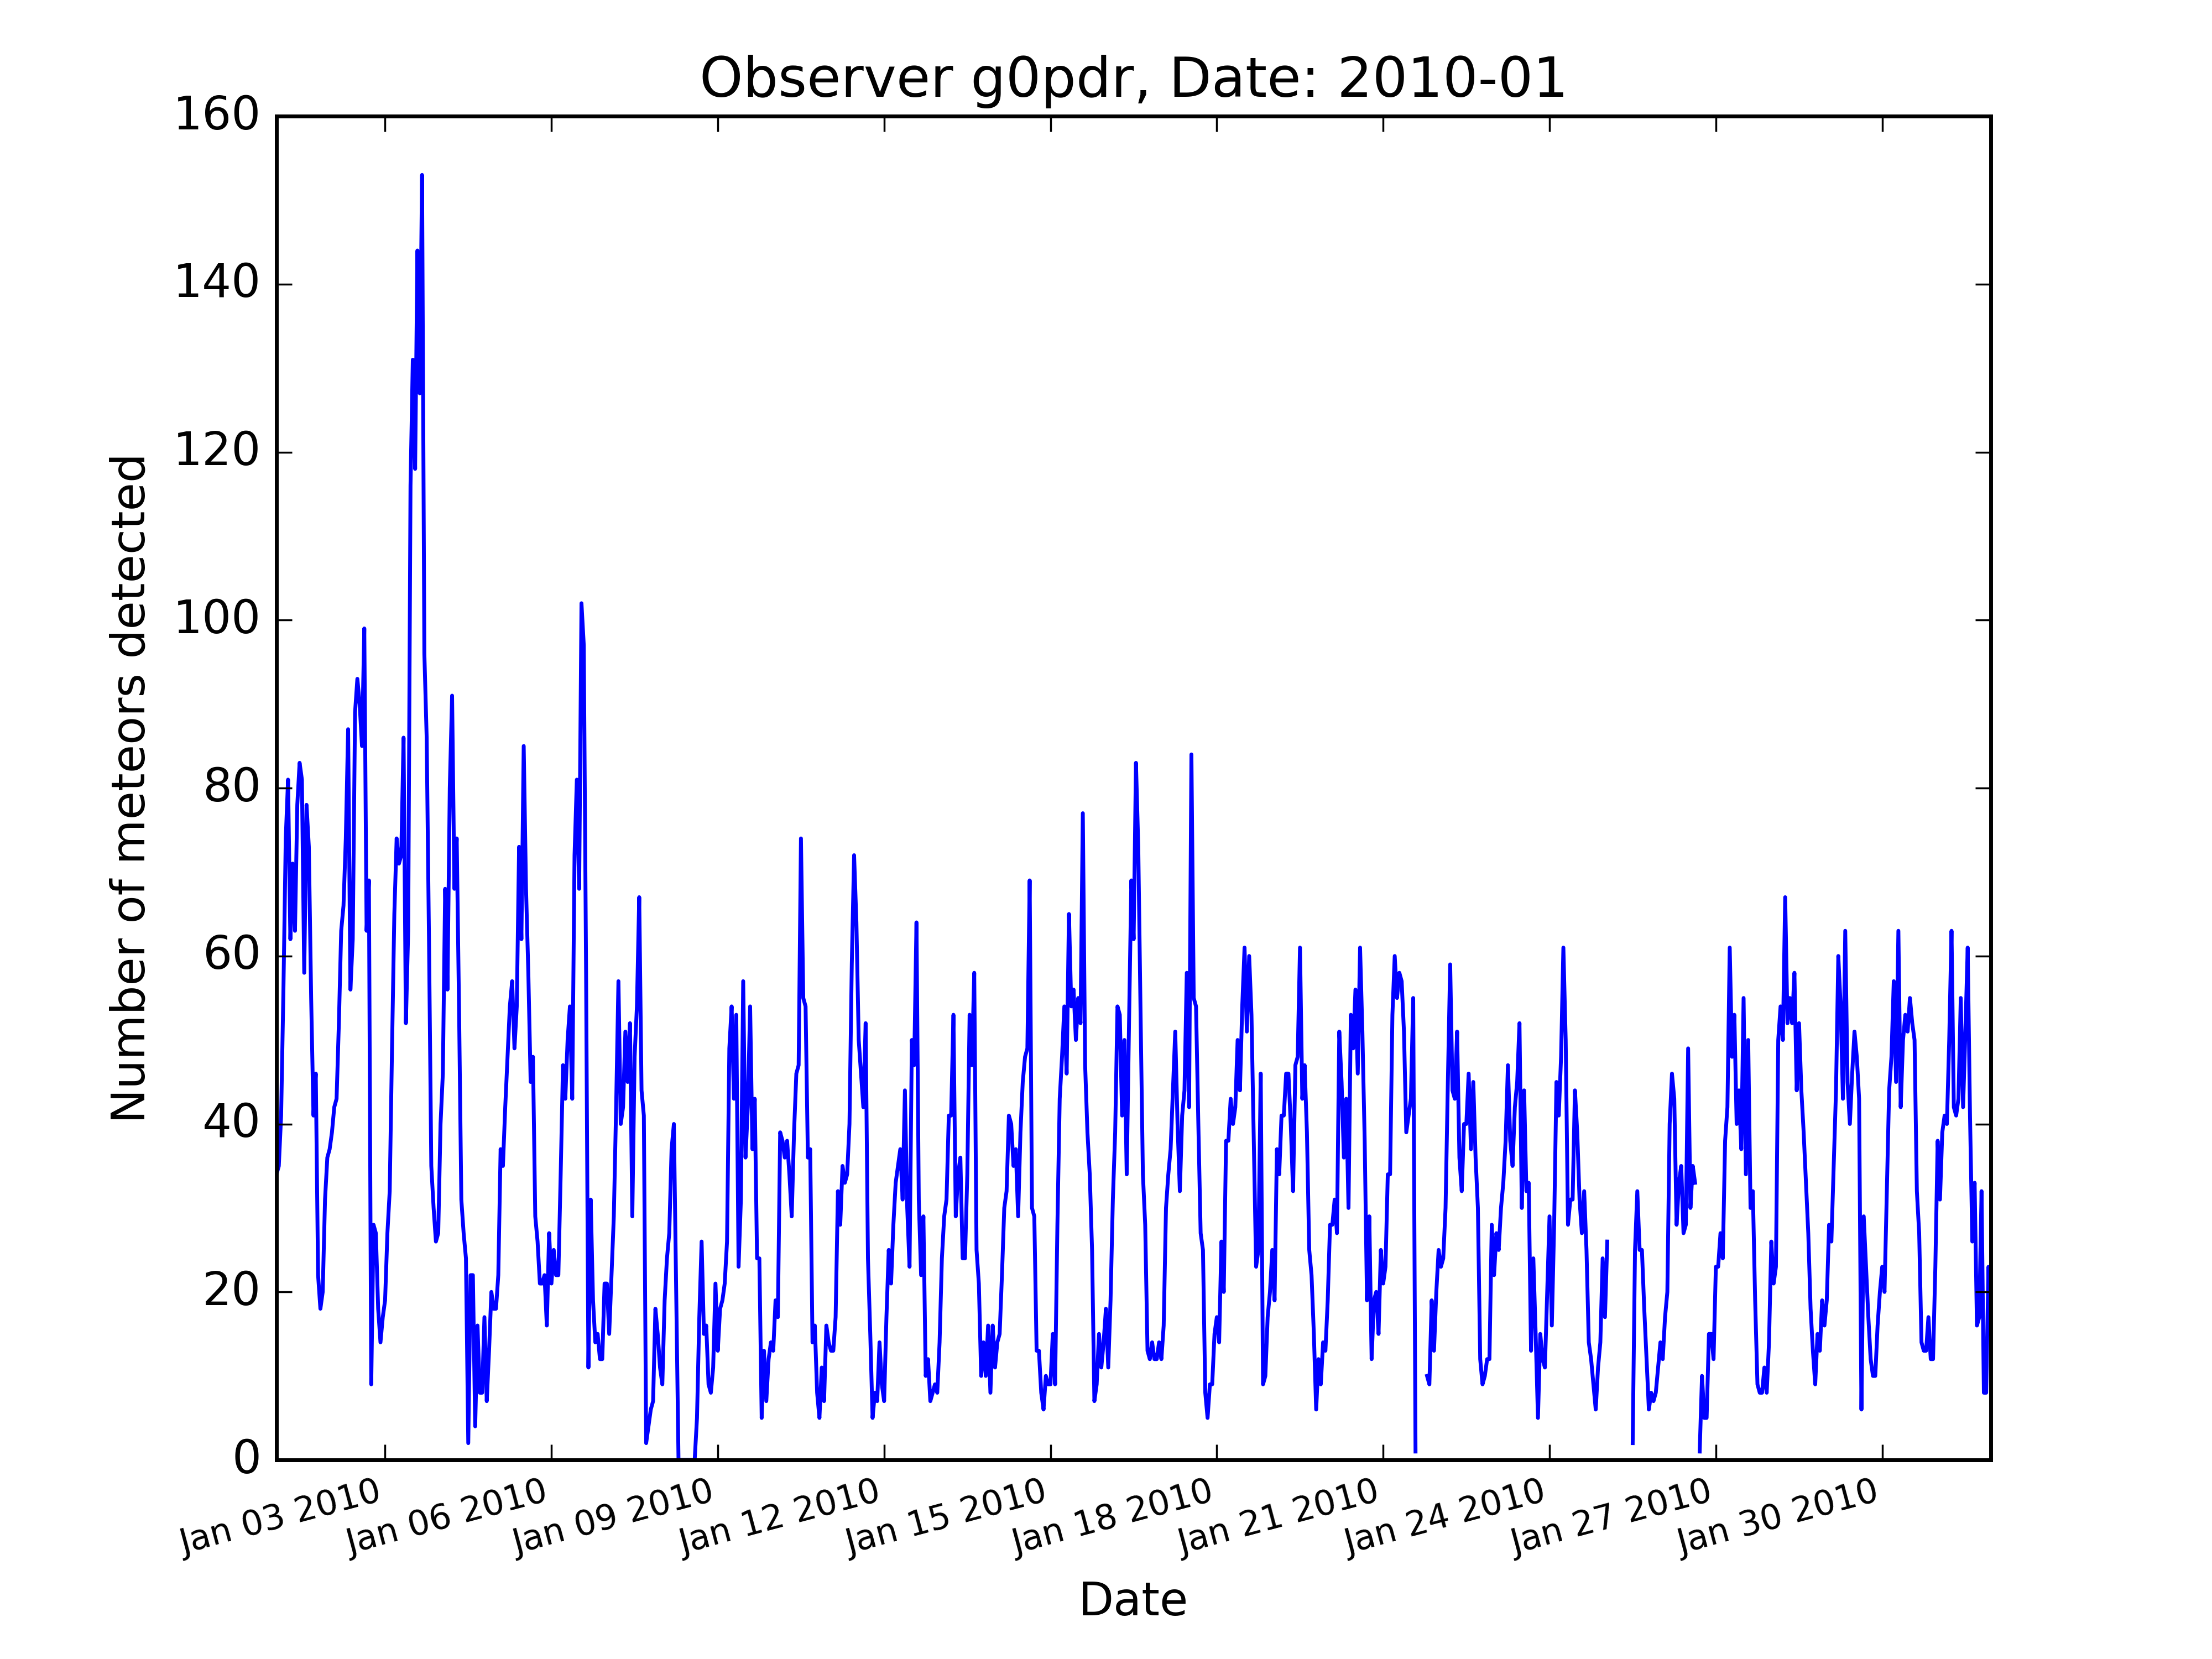 Observer g0pdr, Date: 2010-01
160
140
120
100
80
60
40
20
0
Number of meteors detected
Jan 03 2010
Jan 06 2010
Jan 09 2010
Jan 12 2010
Jan 15 2010
Jan 18 2010
Jan 21 2010
Jan 24 2010
Jan 27 2010
Jan 30 2010
Date